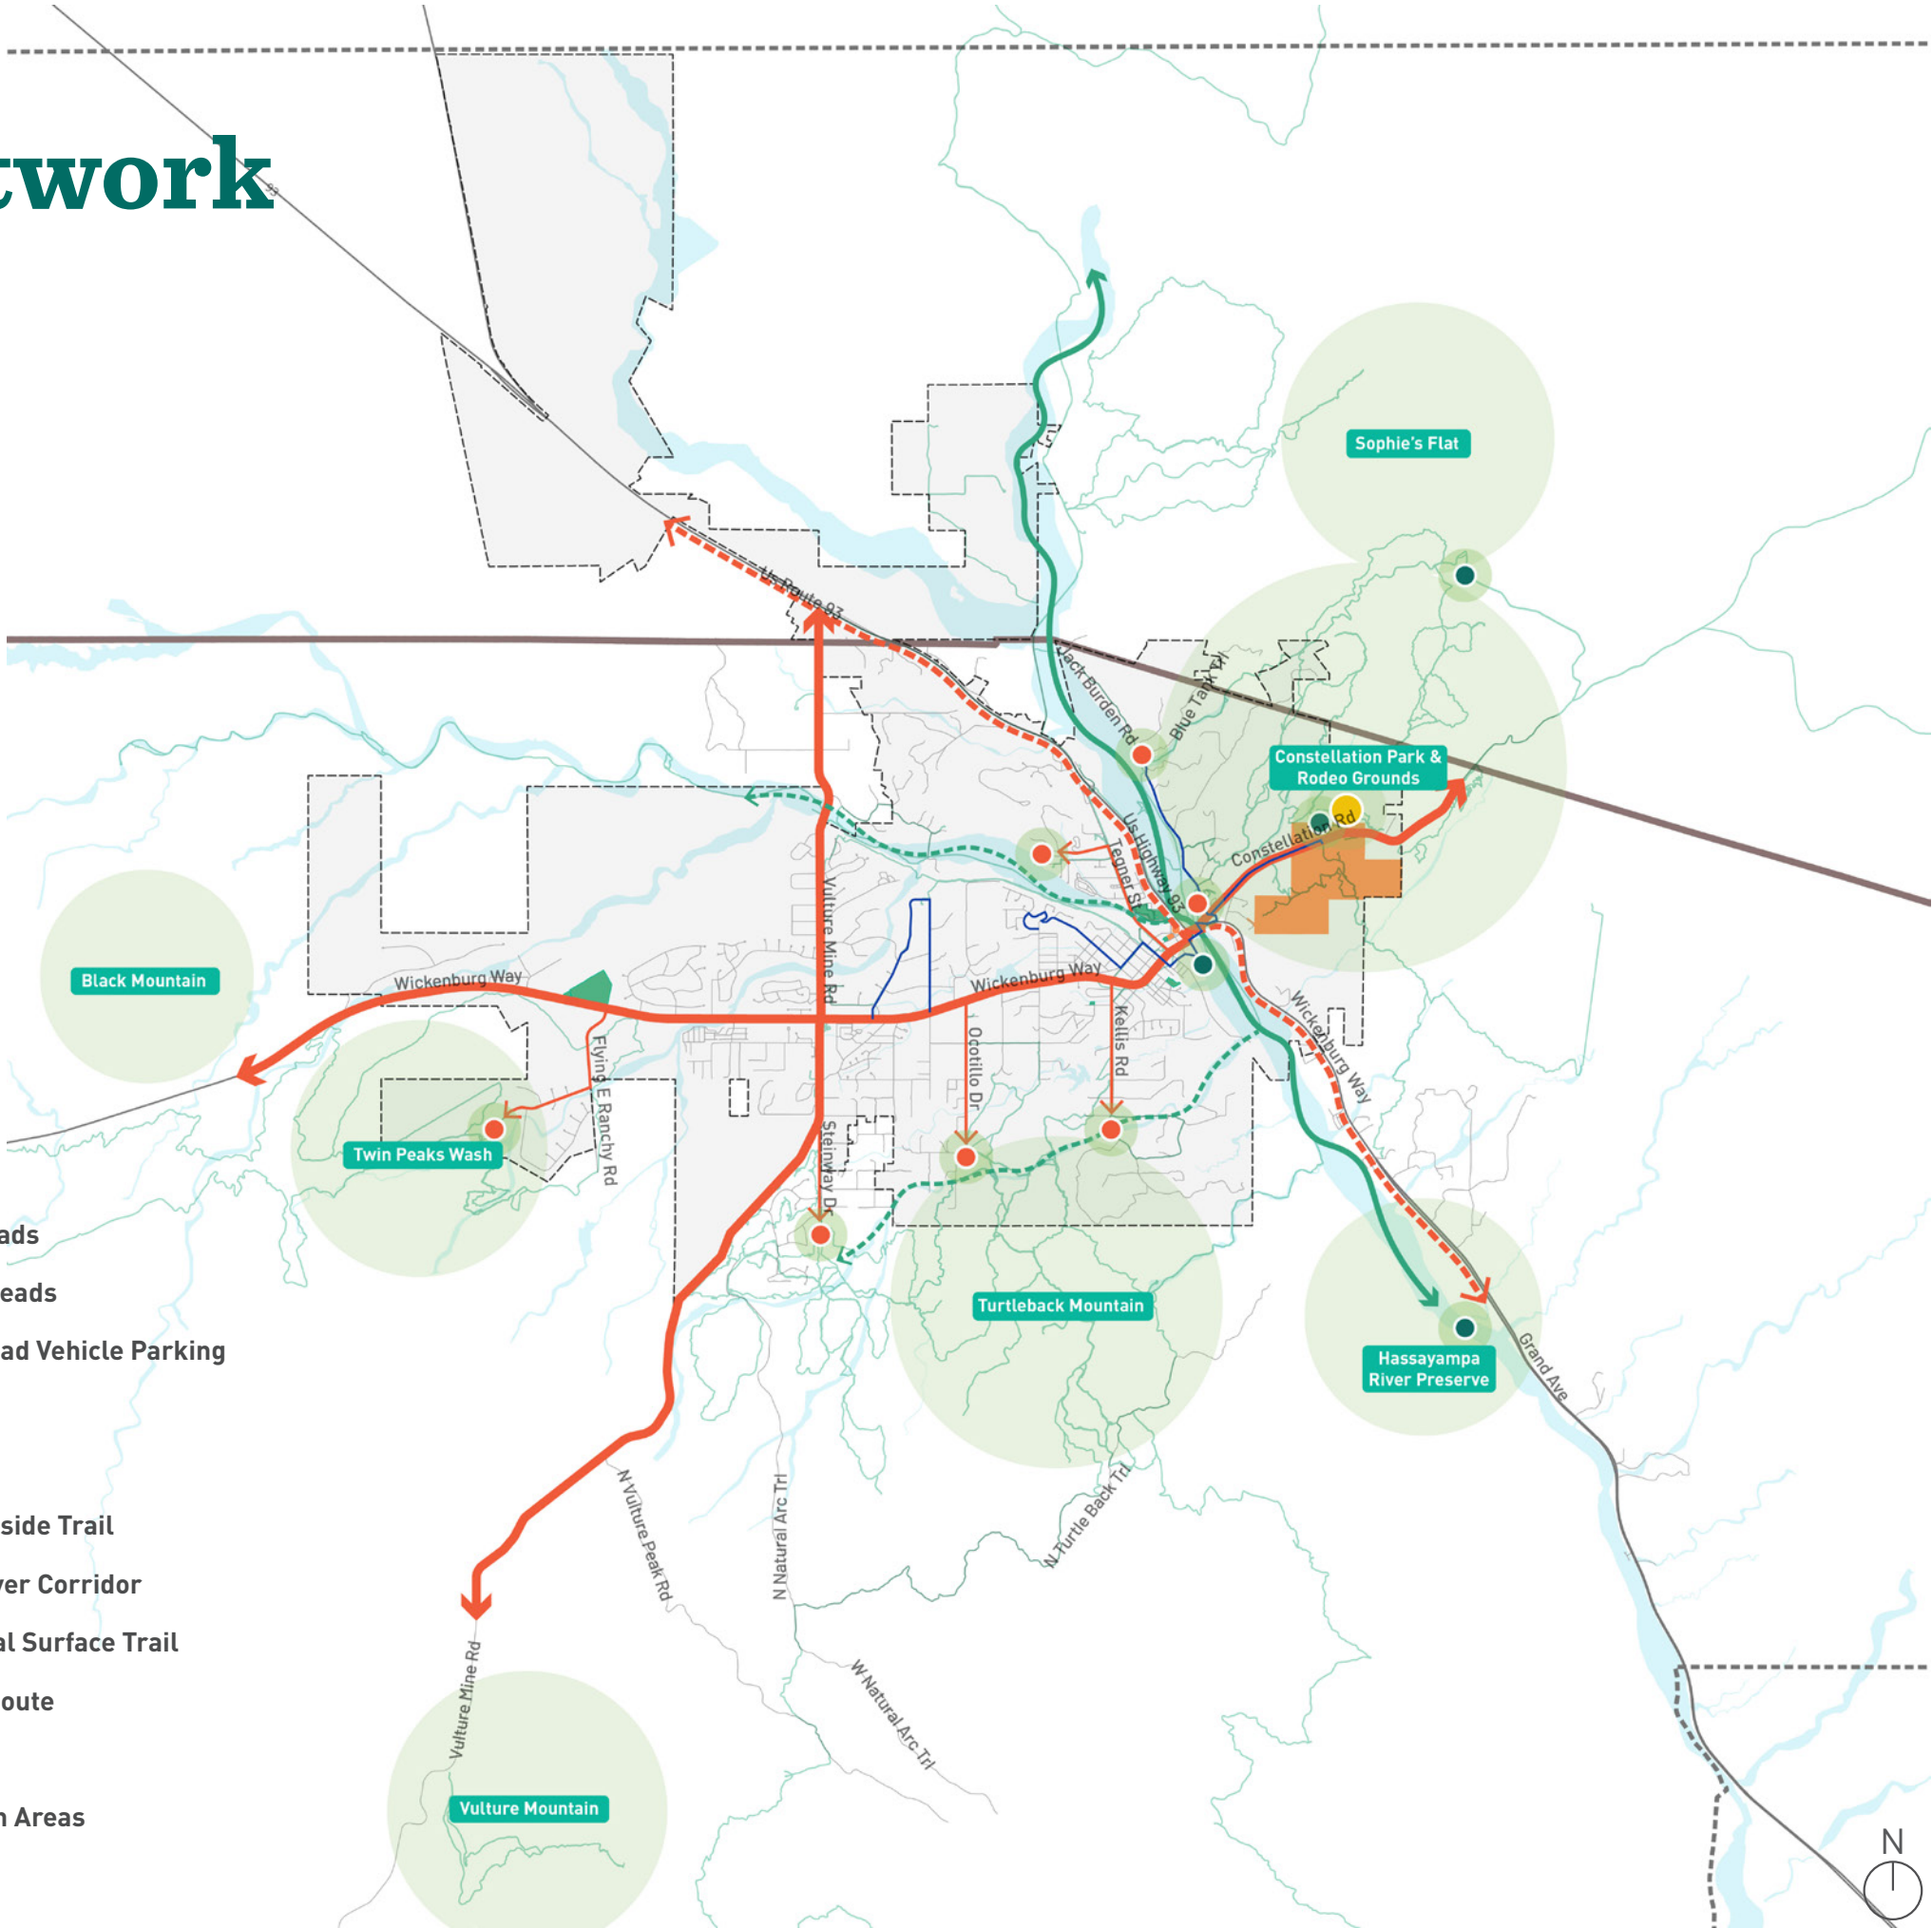 twork
93
Sophie's Flat
Us Route 93
Jack Burden Rd
Blue Tank Trl
Constellation Park &
Rodeo Grounds
Constellation Rd
Us Highway 93
Tegner St
Vulture Mine Rd
Black Mountain
Wickenburg Way
Wickenburg Way
Wickenburg Way
Kellis Rd
Ocotillo Dr
Flying E Ranchy Rd
Twin Peaks Wash
Steinway Dr
ads
eads
ad Vehicle Parking
Turtleback Mountain
Hassayampa
River Preserve
Grand Ave
N Vulture Peak Rd
N Natural Arc Trl
N Turtle Back Trl
side Trail
ver Corridor
al Surface Trail
oute
Vulture Mine Rd
W Natural Arc Trl
Vulture Mountain
n Areas
N